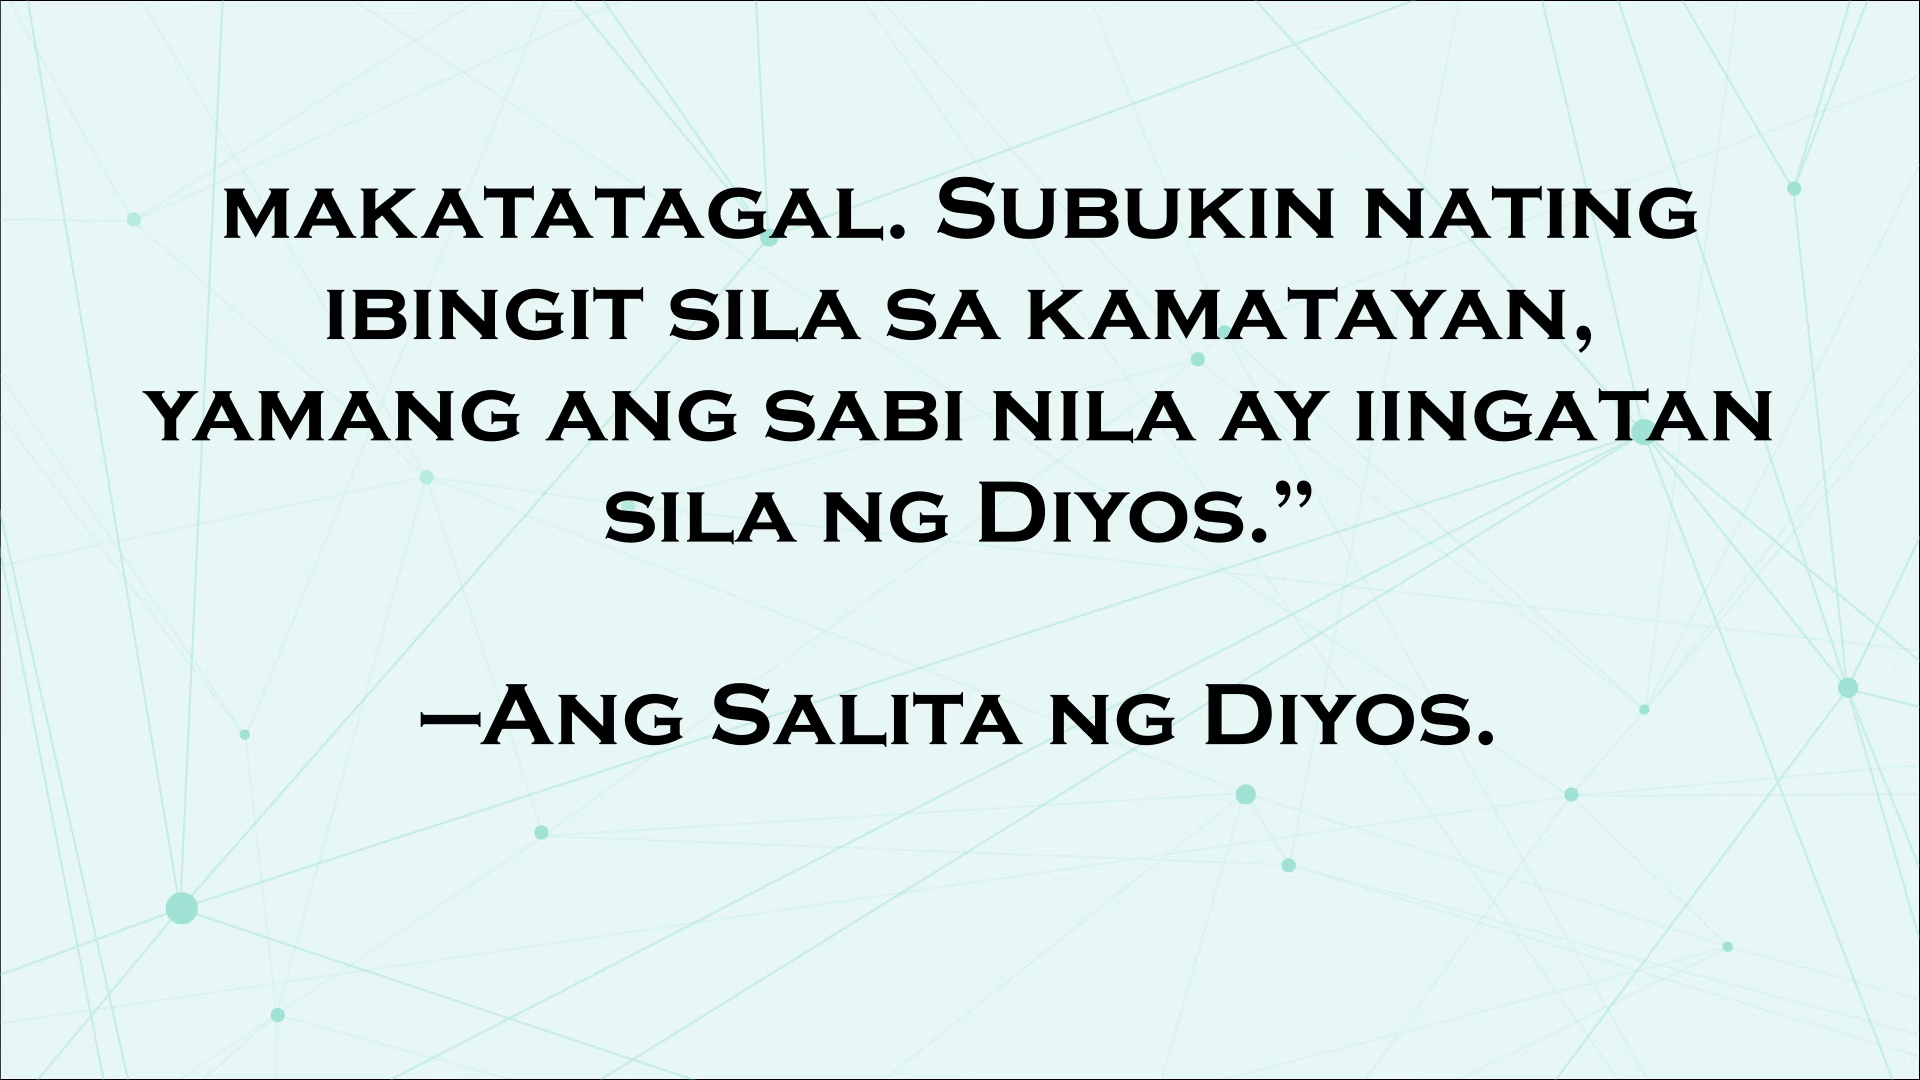 makatatagal. Subukin nating
ibingit sila sa kamatayan,
yamang ang sabi nila ay iingatan
sila ng Diyos.”
—Ang Salita ng Diyos.